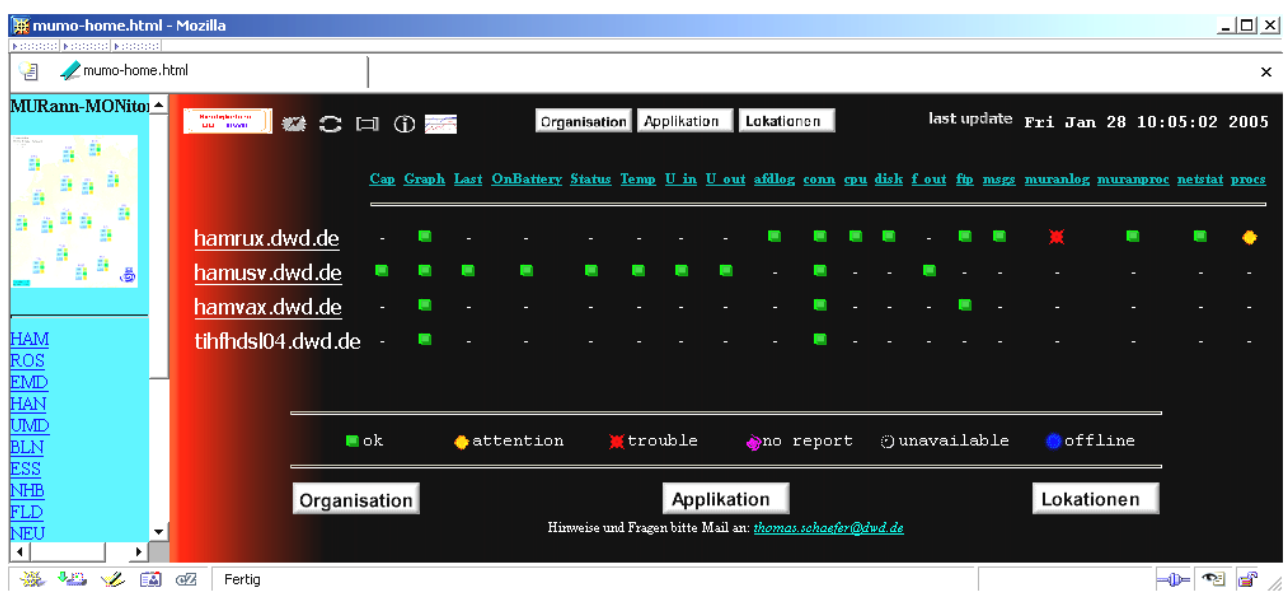 mumo-home.html - Mozilla
mumo-home.html
MURann-MONitor
Organisation Applikation Lokationen last update Fri Jan 28 10:05:02 2005
Cap Graph Last OnBattery Status Temp U in U out afdlog conn cpu disk f out ftp msgs muranlog muranproc netstat procs
hamrux.dwd.de - - - - - - - -
hamusv.dwd.de - - - - - - - - -
hamvax.dwd.de - - - - - - - - - - - - - - - -
tihfhdsl04.dwd.de - - - - - - - - - - - - - - - - -
HAM
ROS
EMD
HAN
UMD
BLN
ESS
NHB
FLD
NEU
ok attention trouble no report unavailable offline
Organisation Applikation Lokationen
Hinweise und Fragen bitte Mail an: thomas.schaefer@dwd.de
Fertig